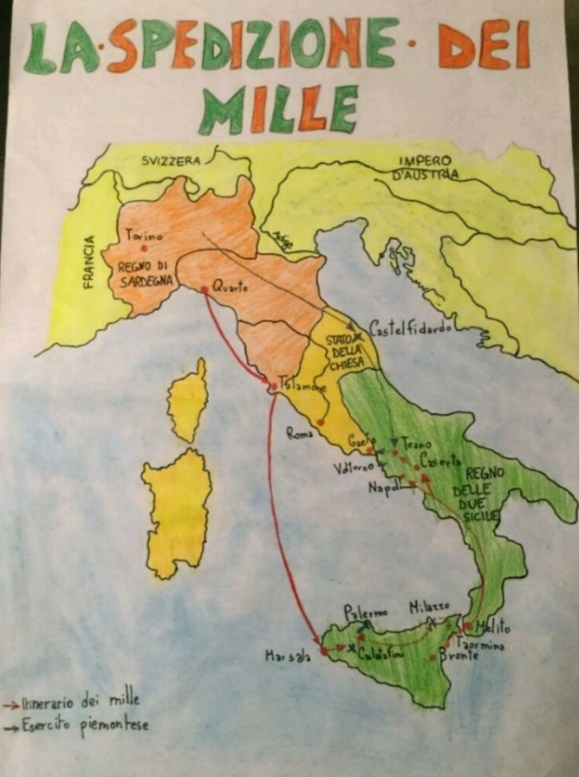 LA·SPEDIZIONE·DEI
MILLE
SVIZZERA
IMPERO
D'AUSTRIA
FRANCIA
Torino
REGNO DI
SARDEGNA
Adige
Quarto
Castelfidardo
STATO
DELLA
CHIESA
Talamone
Roma
Gaeta
Teano
Volturno
Caserta
Napoli
REGNO
DELLE
DUE
SICILIE
Palermo
Milazzo
Melito
Marsala
Calatafimi
Taormina
Bronte
→ Itinerario dei mille
→ Esercito piemontese